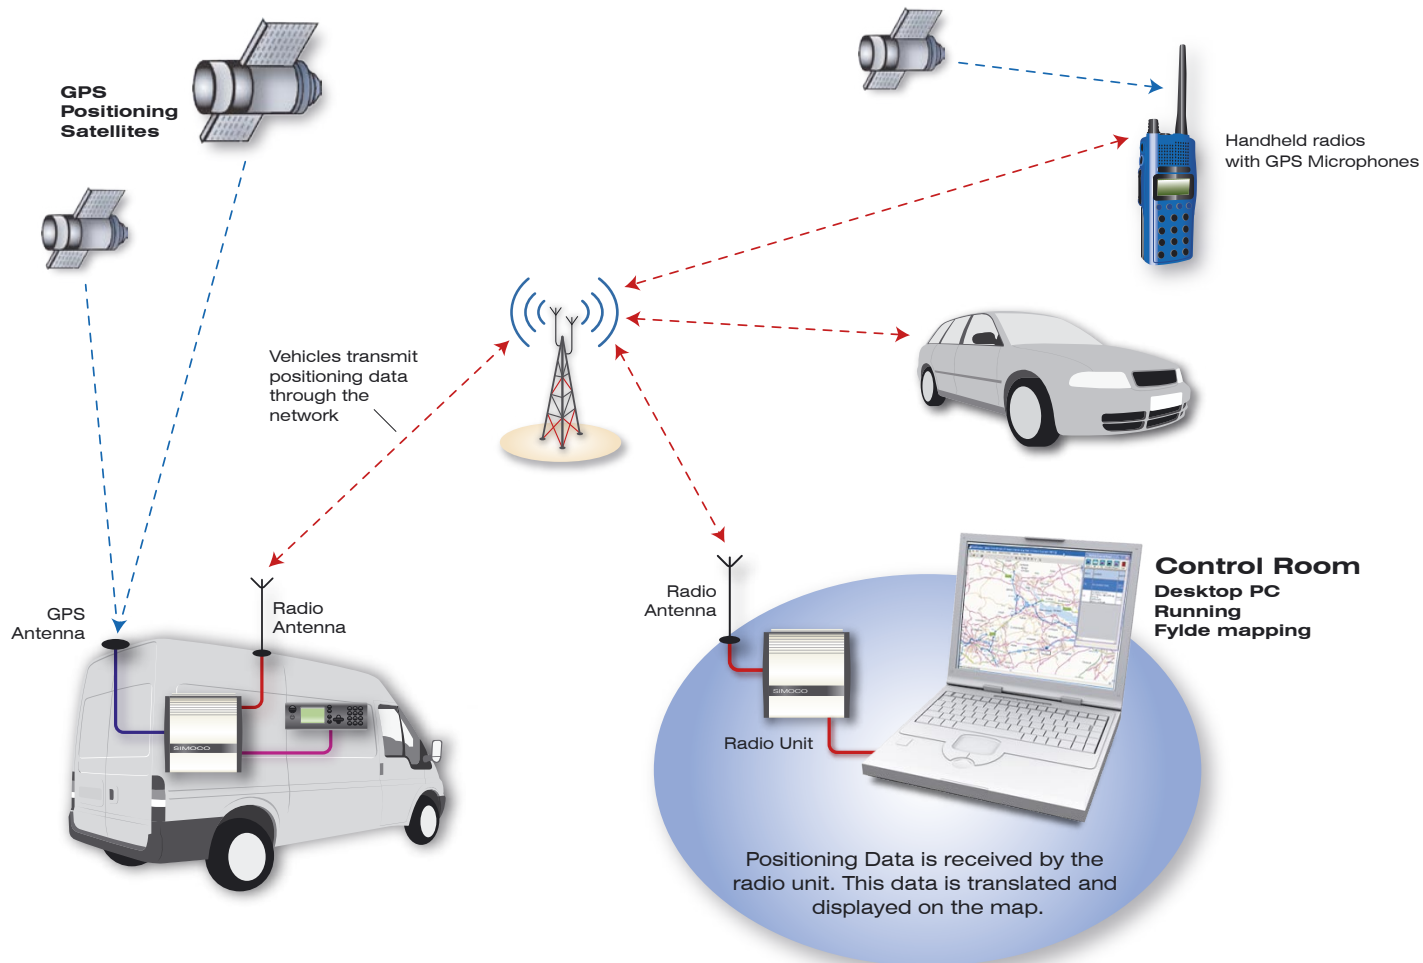 GPS
Positioning
Satellites
Handheld radios
with GPS Microphones
Vehicles transmit
positioning data
through the
network
GPS
Antenna
Radio
Antenna
SIMOCO
Radio
Antenna
SIMOCO
Radio Unit
Control Room
Desktop PC
Running
Fylde mapping
Positioning Data is received by the
radio unit. This data is translated and
displayed on the map.